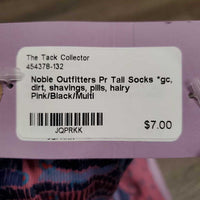 The Tack Collector
454378-132
Noble Outfitters Pr Tall Socks *gc,
dirt, shavings, pills, hairy
Pink/Black/Multi
JQPRKK
$7.00